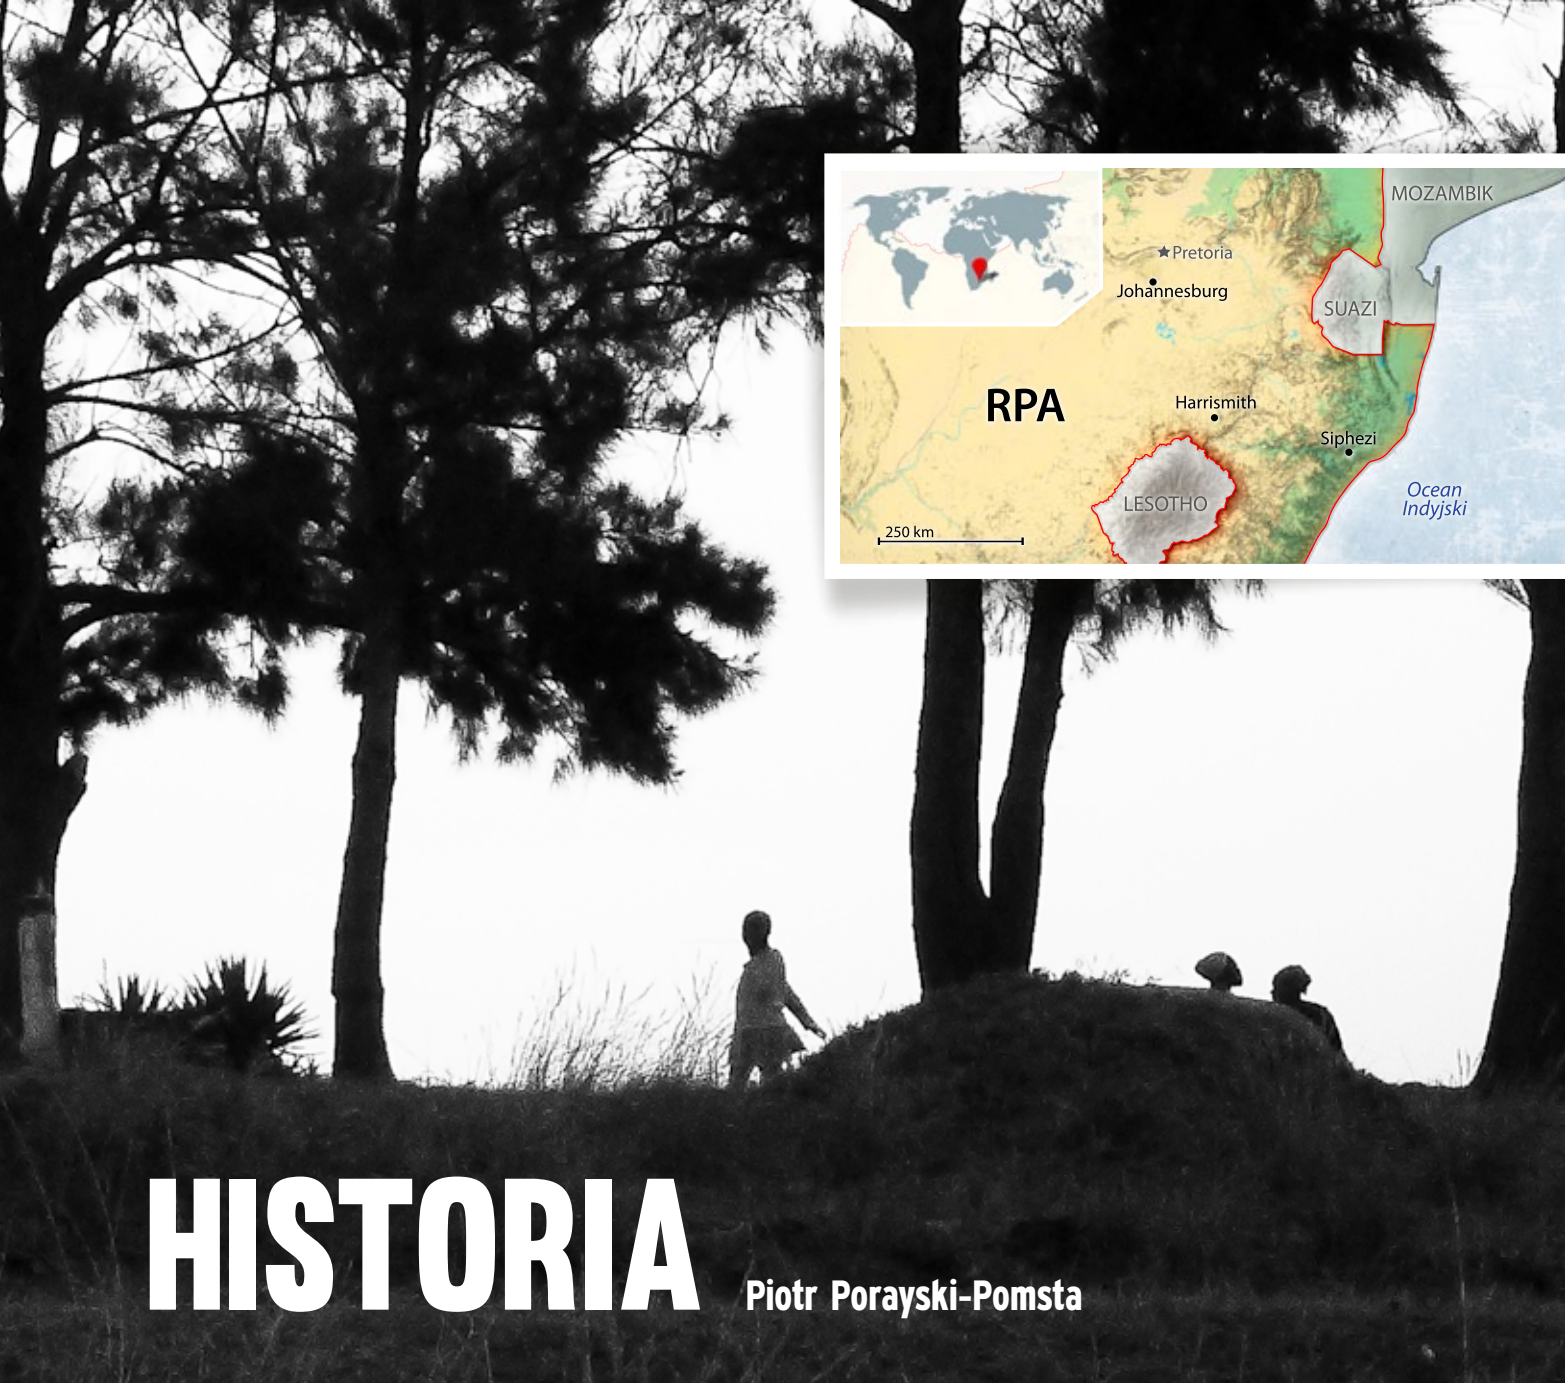 MOZAMBIK
Pretoria
Johannesburg
SUAZI
RPA
Harrismith
Siphezi
LESOTHO
Ocean
Indyjski
250 km
HISTORIA
Piotr Porayski-Pomsta